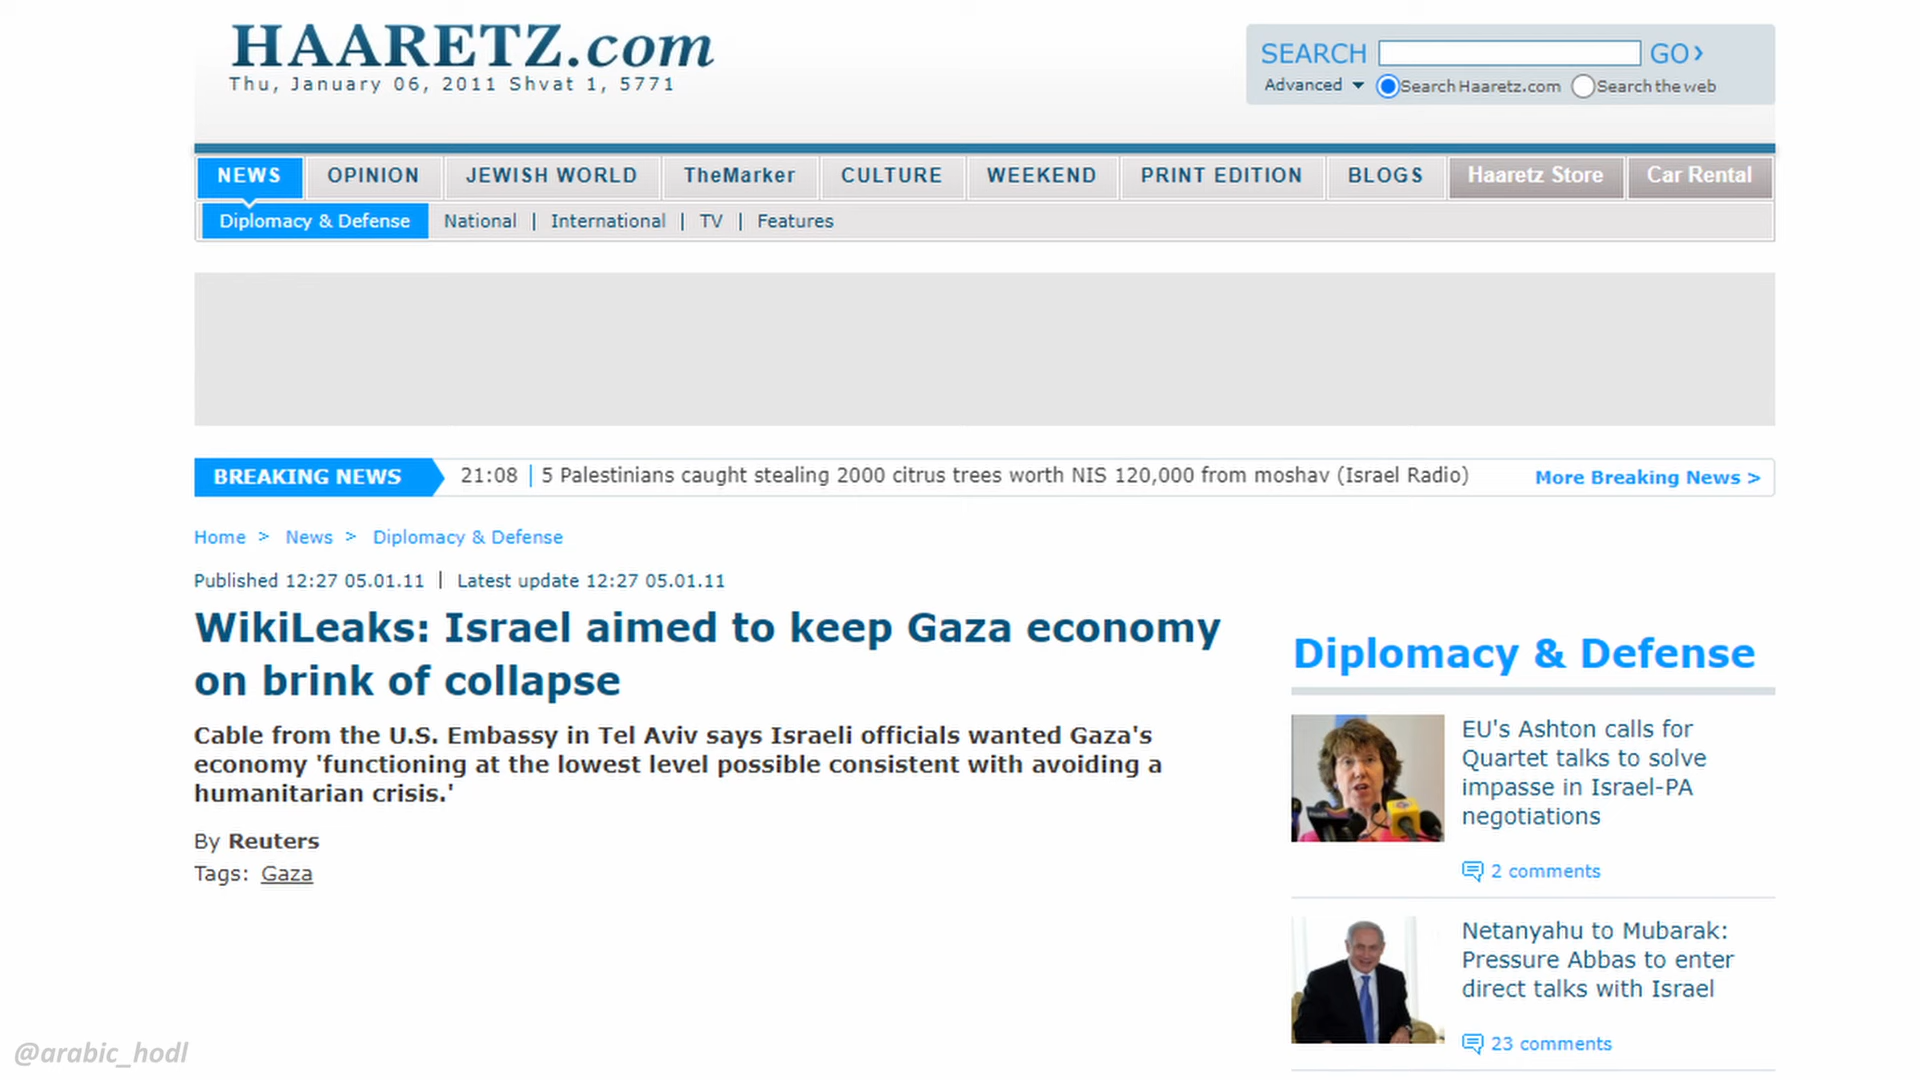 HAARETZ.com
Thu, January 06, 2011 Shvat 1, 5771
SEARCH GO›
Advanced Search Haaretz.com Search the web
NEWS OPINION JEWISH WORLD TheMarker CULTURE WEEKEND PRINT EDITION BLOGS Haaretz Store Car Rental
Diplomacy & Defense National | International | TV | Features
BREAKING NEWS 21:08 | 5 Palestinians caught stealing 2000 citrus trees worth NIS 120,000 from moshav (Israel Radio) More Breaking News >
Home > News > Diplomacy & Defense
Published 12:27 05.01.11 | Latest update 12:27 05.01.11
WikiLeaks: Israel aimed to keep Gaza economy
on brink of collapse
Cable from the U.S. Embassy in Tel Aviv says Israeli officials wanted Gaza's
economy 'functioning at the lowest level possible consistent with avoiding a
humanitarian crisis.'
By Reuters
Tags: Gaza
Diplomacy & Defense
EU's Ashton calls for
Quartet talks to solve
impasse in Israel-PA
negotiations
2 comments
Netanyahu to Mubarak:
Pressure Abbas to enter
direct talks with Israel
23 comments
@arabic_hodl